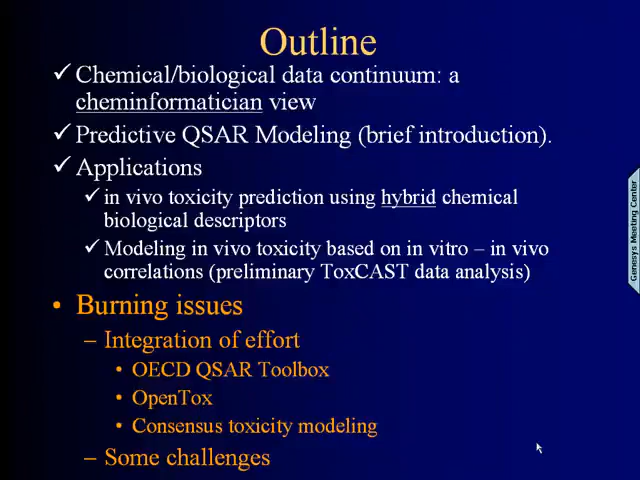 Outline
✓ Chemical/biological data continuum: a
cheminformatician view
✓ Predictive QSAR Modeling (brief introduction).
✓ Applications
✓ in vivo toxicity prediction using hybrid chemical
biological descriptors
✓ Modeling in vivo toxicity based on in vitro – in vivo
correlations (preliminary ToxCAST data analysis)
• Burning issues
– Integration of effort
• OECD QSAR Toolbox
• OpenTox
• Consensus toxicity modeling
– Some challenges
Genesys Meeting Center